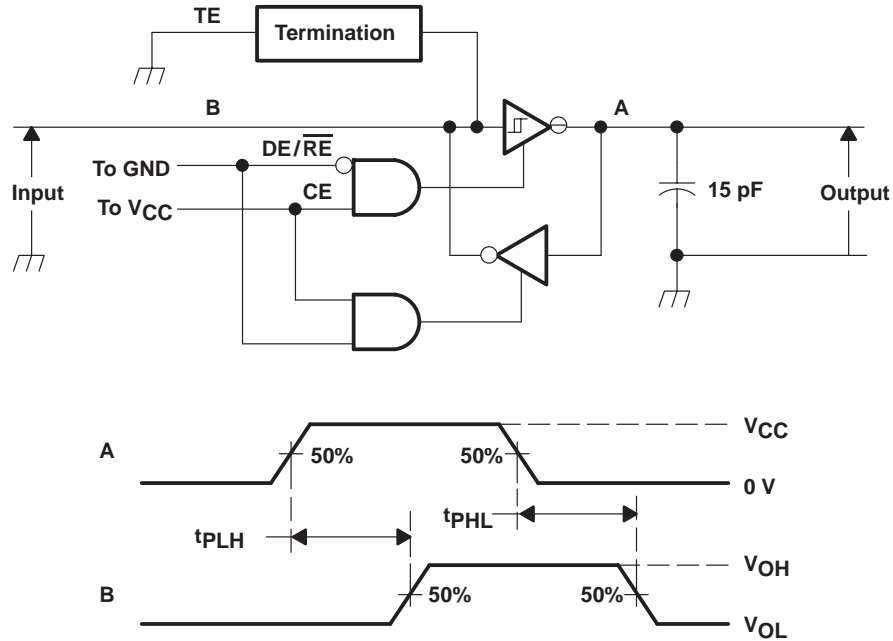 TE
Termination
B
A
DE/R̅E̅
To GND
CE
Input
15 pF
Output
To VCC
VCC
A
50%
50%
0 V
tPHL
tPLH
VOH
B
50%
50%
VOL